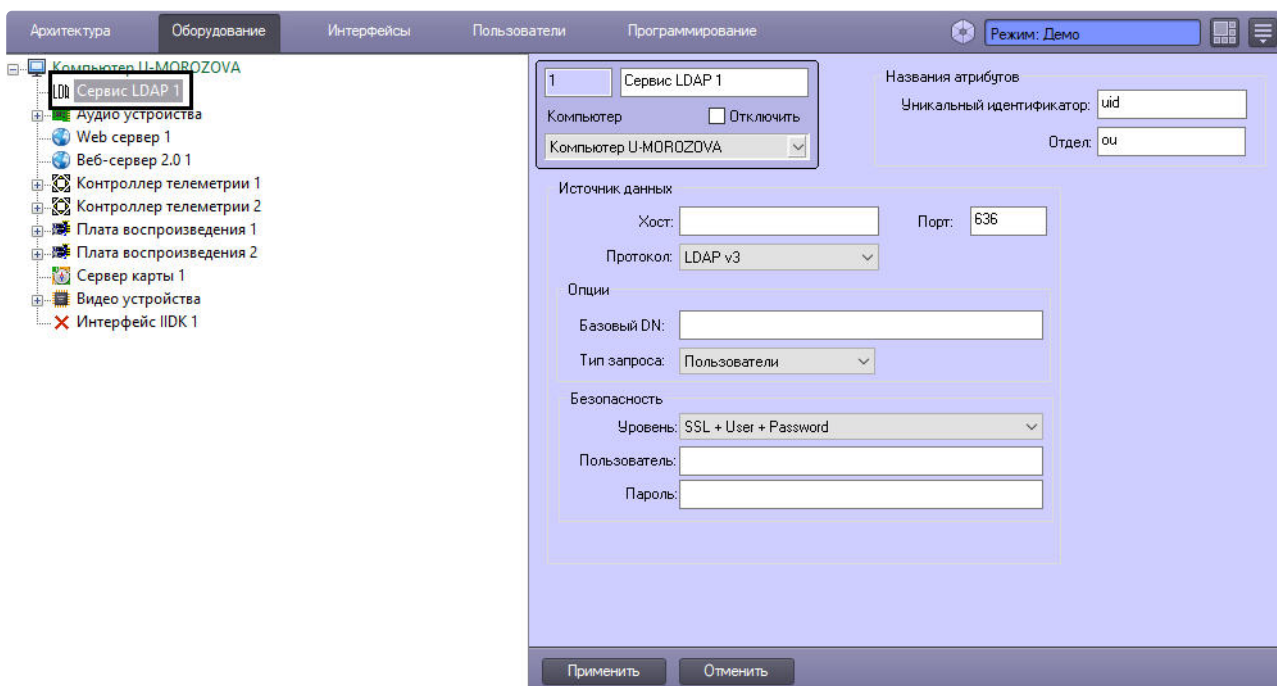 Архитектура Оборудование Интерфейсы Пользователи Программирование Режим: Демо
Компьютер U-MOROZOVA
LDA Сервис LDAP 1
Аудио устройства
Web сервер 1
Веб-сервер 2.0 1
Контроллер телеметрии 1
Контроллер телеметрии 2
Плата воспроизведения 1
Плата воспроизведения 2
Сервер карты 1
Видео устройства
Интерфейс IIDK 1
1 Сервис LDAP 1
Компьютер Отключить
Компьютер U-MOROZOVA
Названия атрибутов
Уникальный идентификатор: uid
Отдел: ou
Источник данных
Хост: Порт: 636
Протокол: LDAP v3
Опции
Базовый DN:
Тип запроса: Пользователи
Безопасность
Уровень: SSL + User + Password
Пользователь:
Пароль:
Применить Отменить